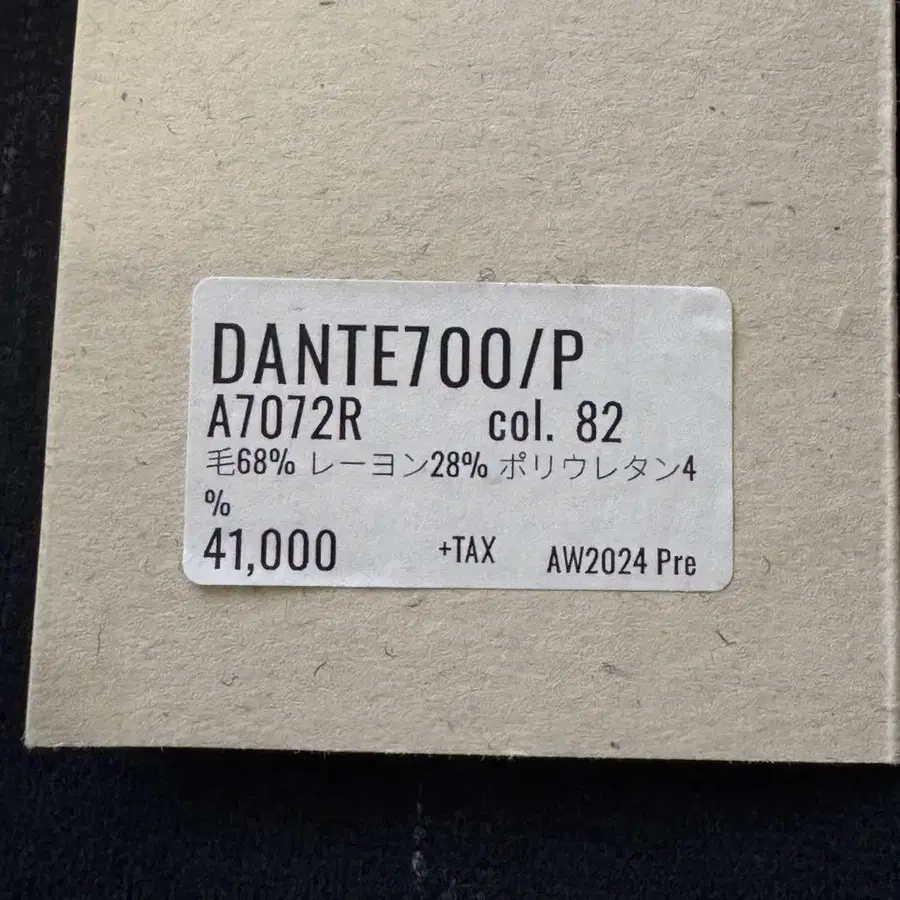 DANTE700/P
A7072R col. 82
毛68% レーヨン28% ポリウレタン4
%
41,000 +TAX AW2024 Pre